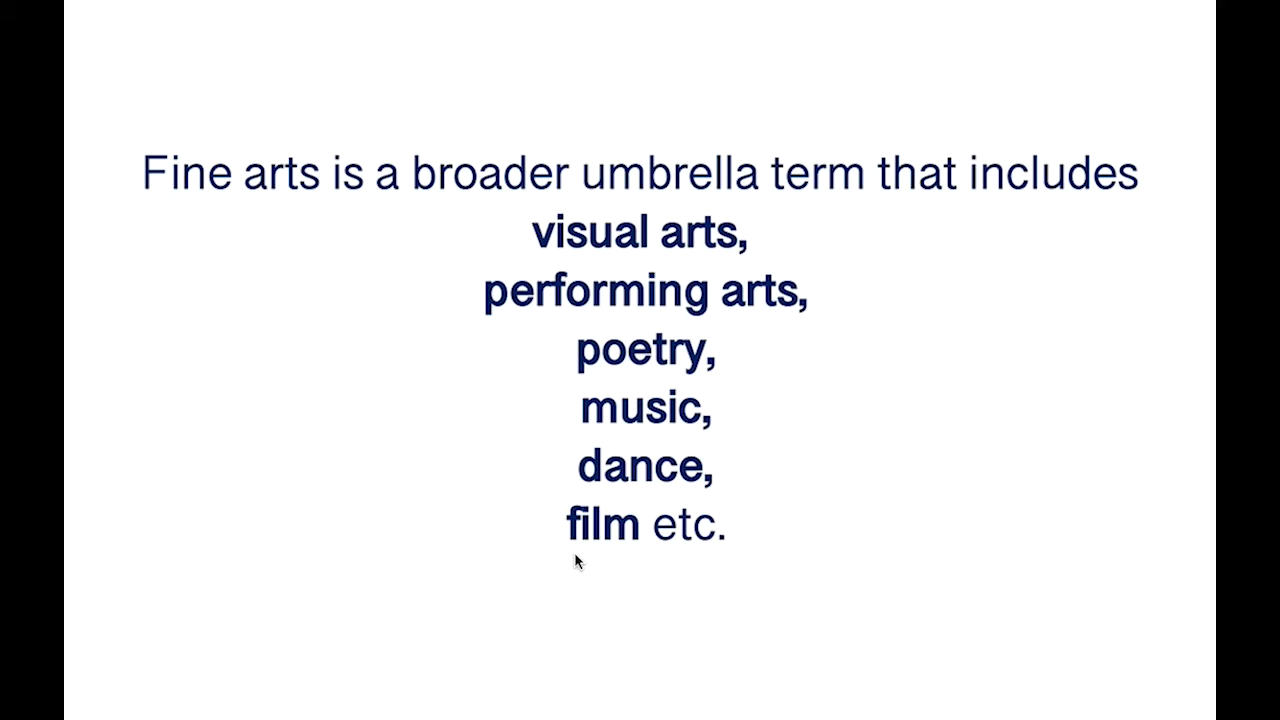 Fine arts is a broader umbrella term that includes
visual arts,
performing arts,
poetry,
music,
dance,
film etc.